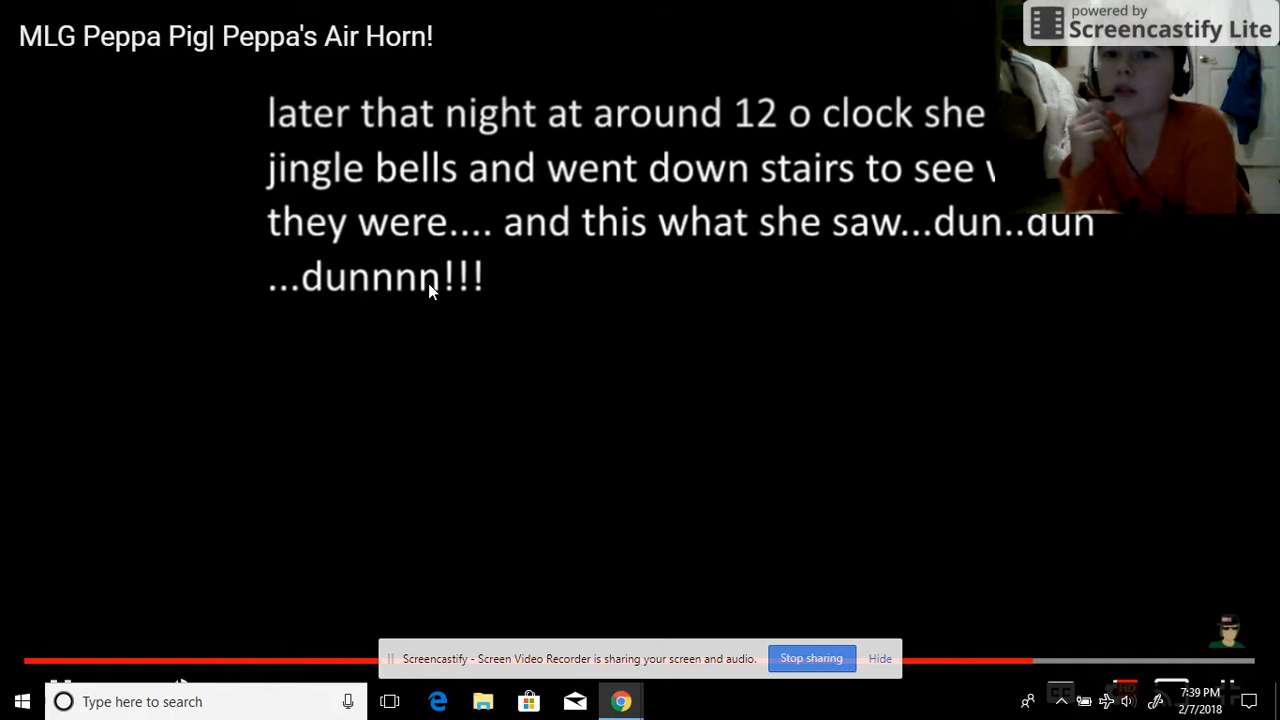 MLG Peppa Pig| Peppa's Air Horn!
powered by
Screencastify Lite
later that night at around 12 o clock she
jingle bells and went down stairs to see
they were.... and this what she saw...dun..dun
...dunnnn!!!
Screencastify - Screen Video Recorder is sharing your screen and audio.
Stop sharing
Hide
CC
HD
Type here to search
7:39 PM
2/7/2018